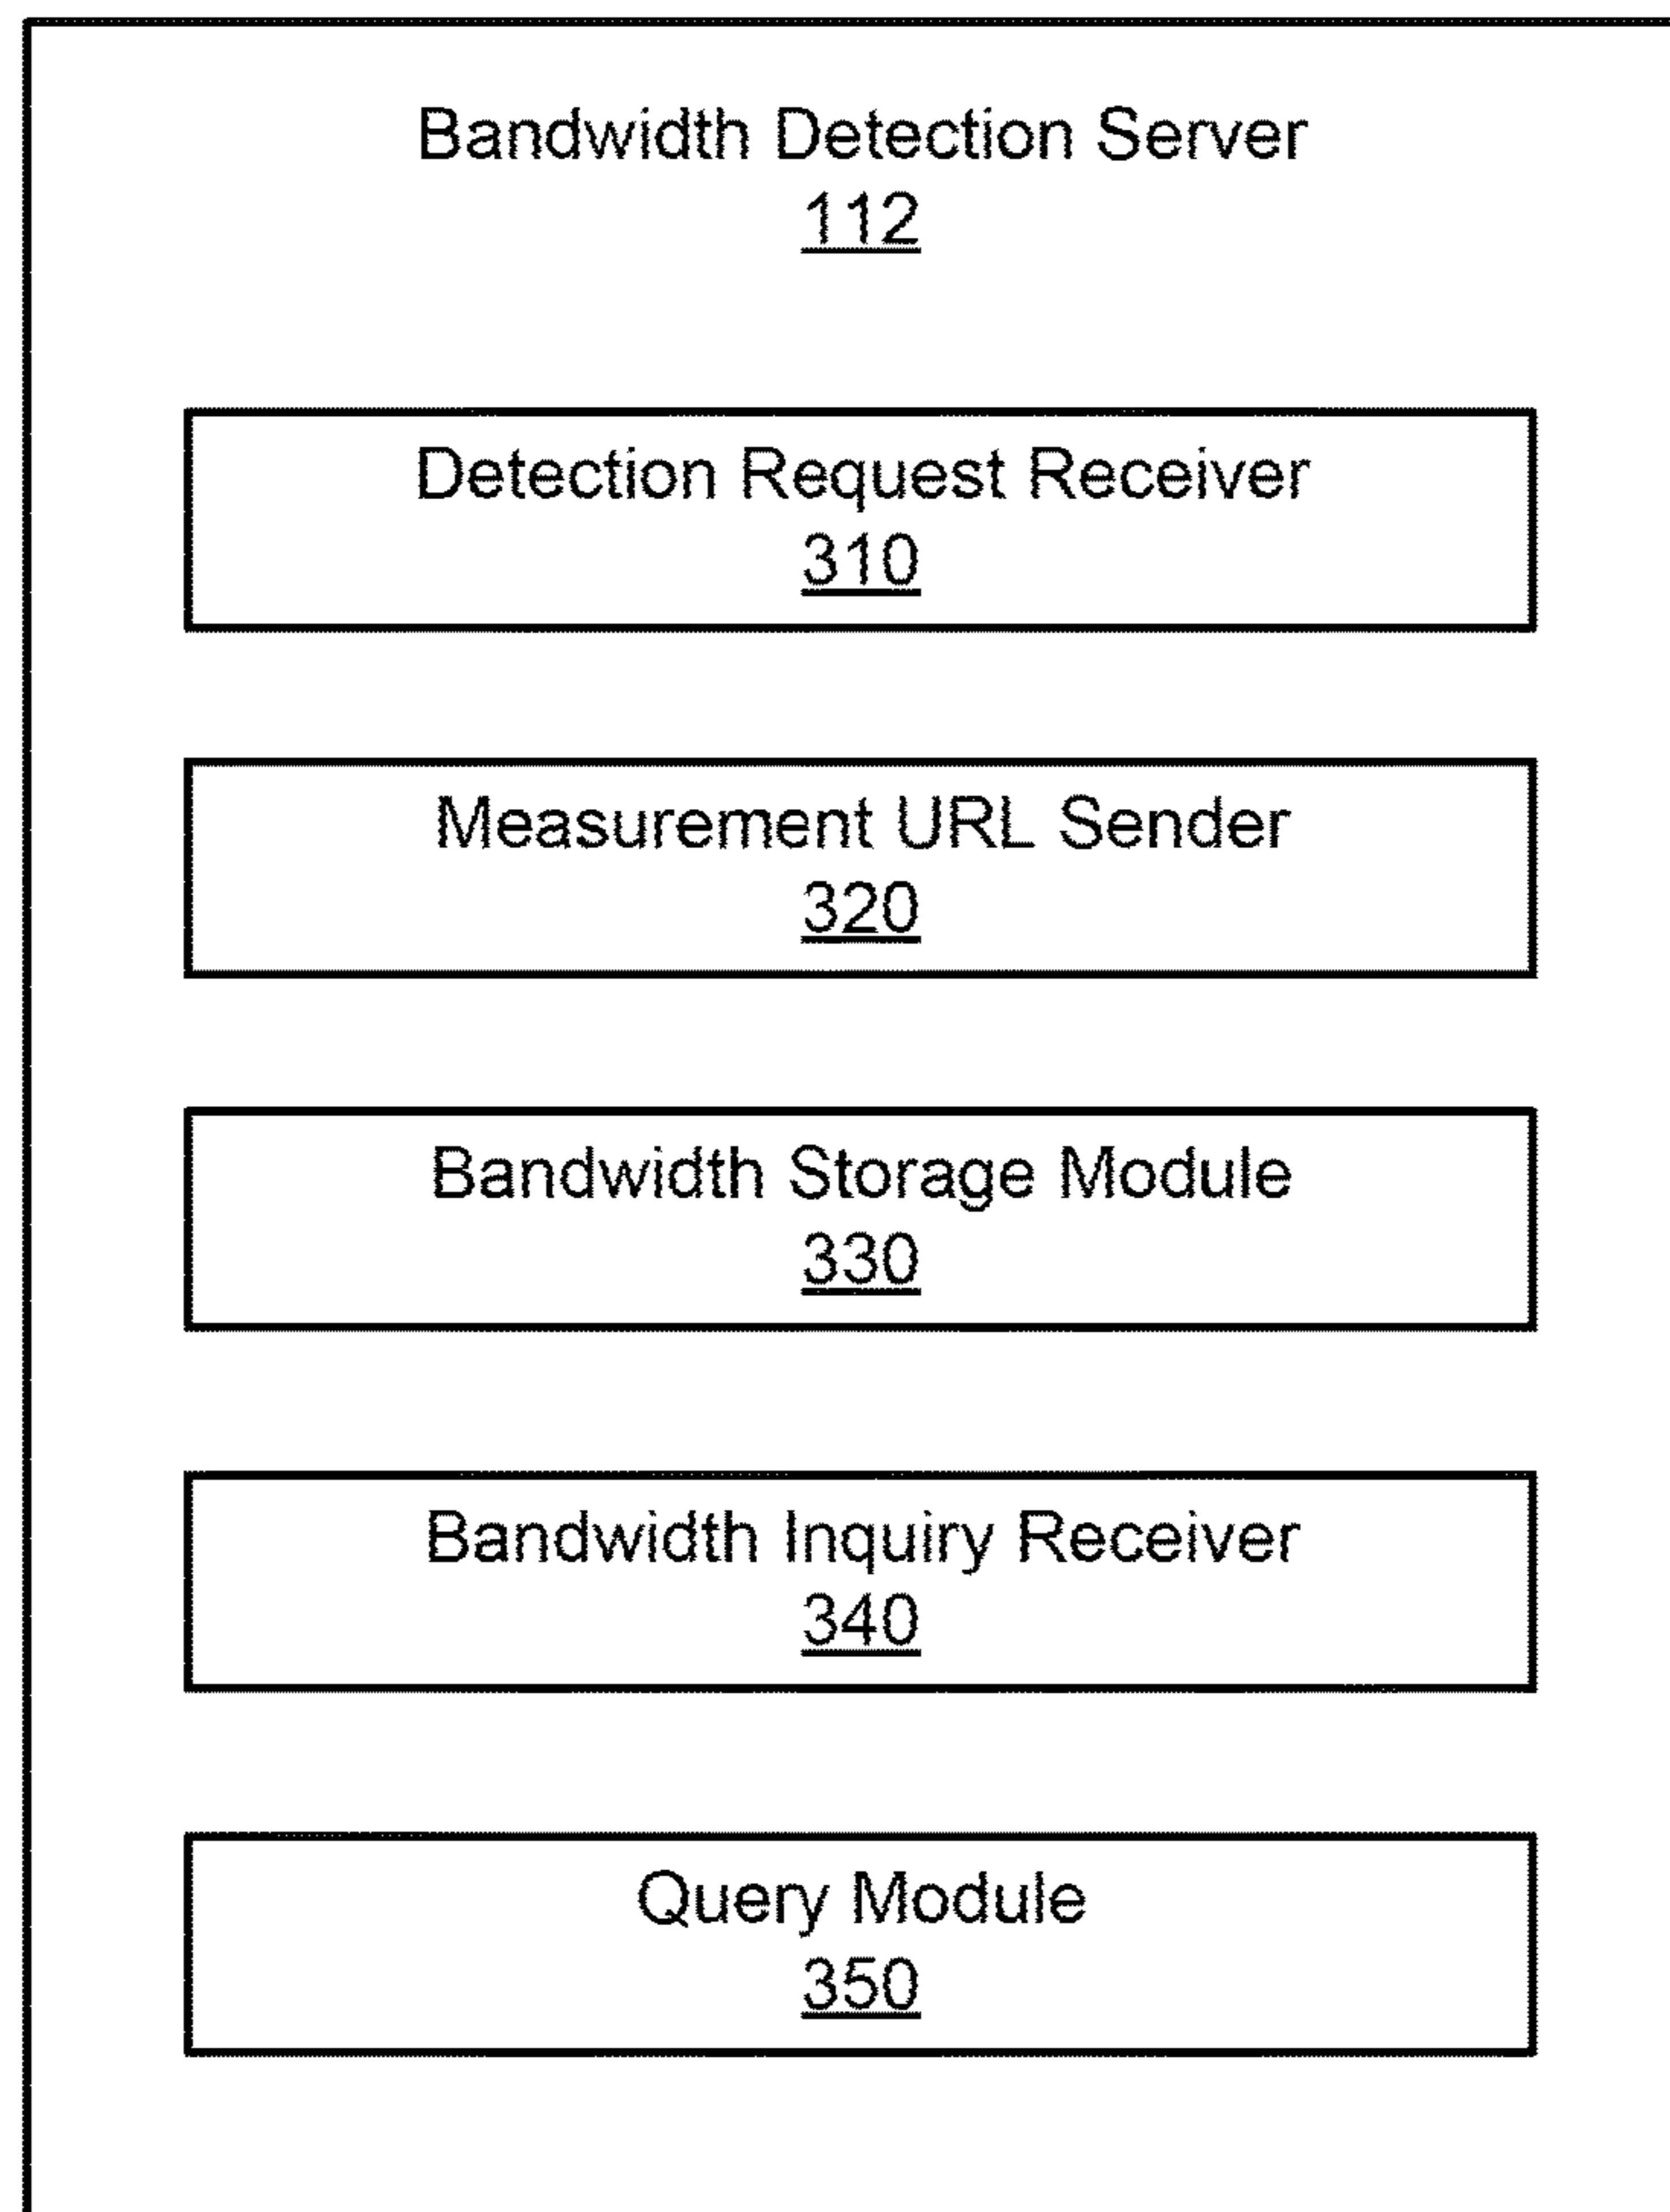 Bandwidth Detection Server
112
Detection Request Receiver
310
Measurement URL Sender
320
Bandwidth Storage Module
330
Bandwidth Inquiry Receiver
340
Query Module
350